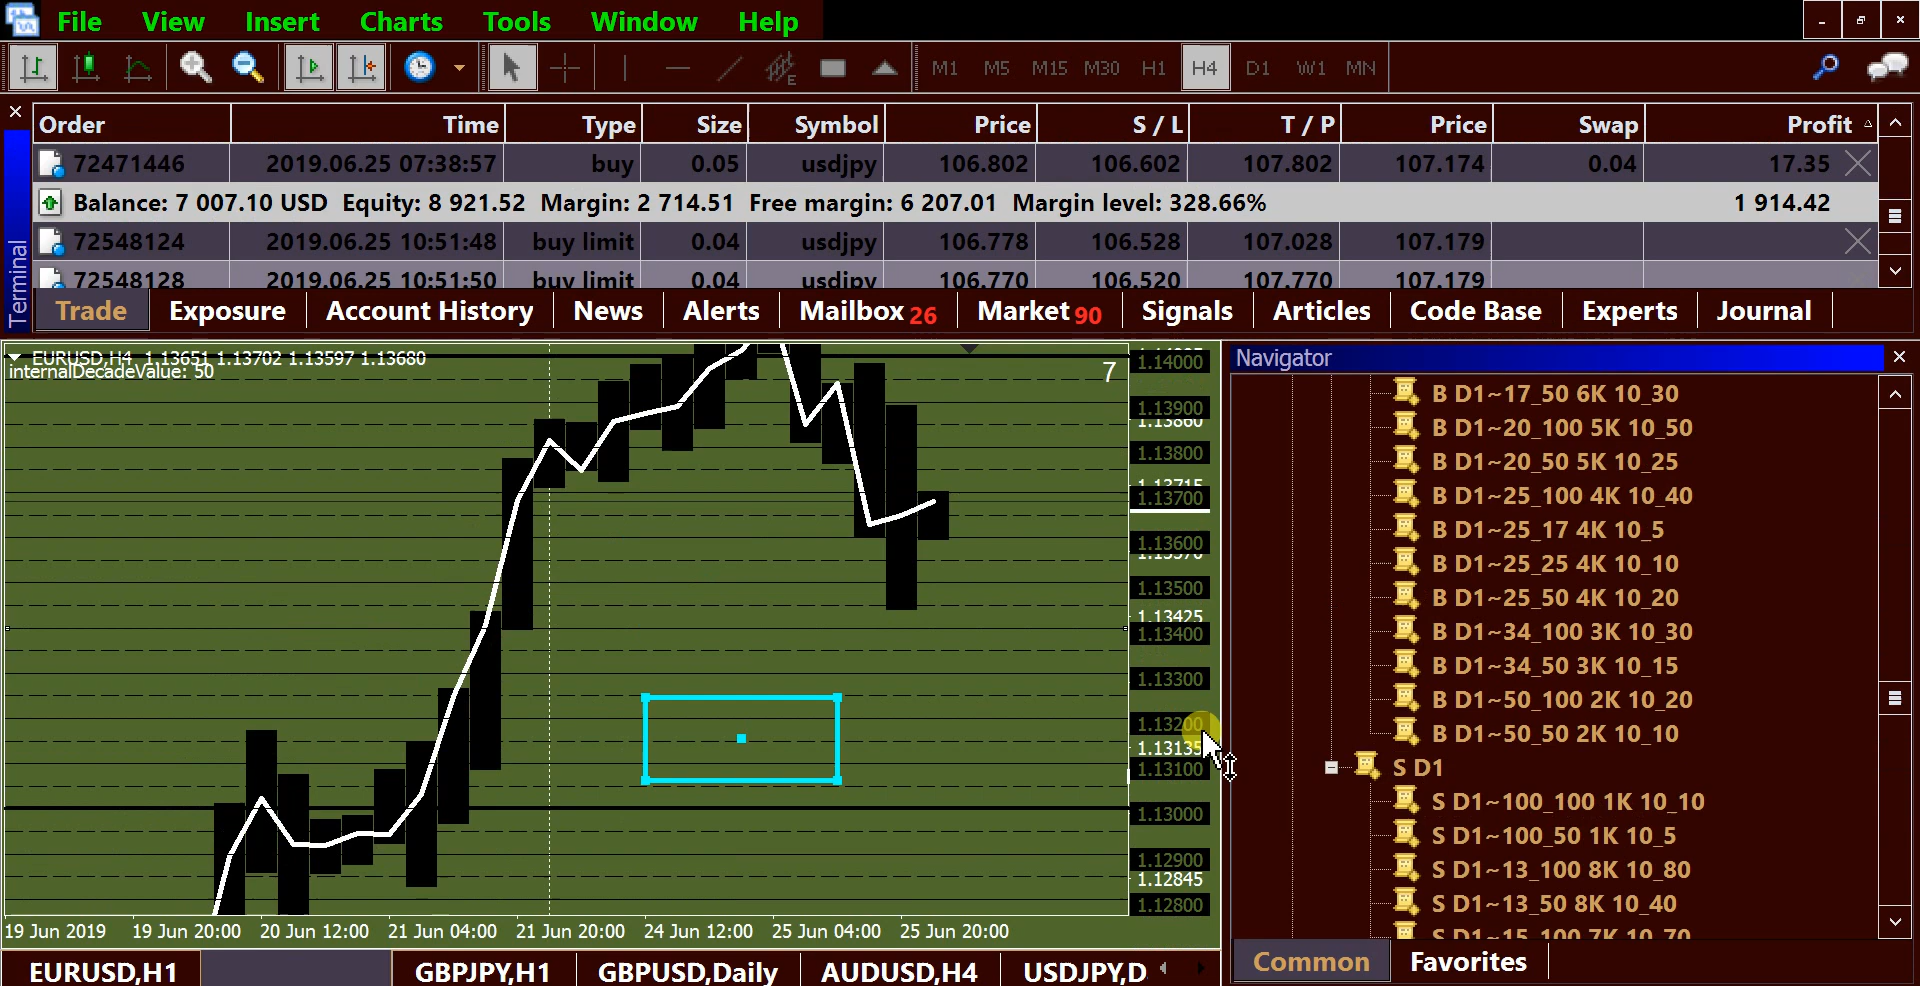 File View Insert Charts Tools Window Help
M1 M5 M15 M30 H1 H4 D1 W1 MN
Order Time Type Size Symbol Price S / L T / P Price Swap Profit
72471446 2019.06.25 07:38:57 buy 0.05 usdjpy 106.802 106.602 107.802 107.174 0.04 17.35
Balance: 7 007.10 USD Equity: 8 921.52 Margin: 2 714.51 Free margin: 6 207.01 Margin level: 328.66% 1 914.42
72548124 2019.06.25 10:51:48 buy limit 0.04 usdjpy 106.778 106.528 107.028 107.179
72548128 2019.06.25 10:51:50 buy limit 0.04 usdjpy 106.770 106.520 107.770 107.179
Terminal
Trade Exposure Account History News Alerts Mailbox 26 Market 90 Signals Articles Code Base Experts Journal
EURUSD,H4 1.13651 1.13702 1.13597 1.13680
internalDecadeValue: 50
7
1.14000
1.13900
1.13860
1.13800
1.13715
1.13700
1.13600
1.13570
1.13500
1.13425
1.13400
1.13300
1.13200
1.13135
1.13100
1.13000
1.12900
1.12845
1.12800
19 Jun 2019 19 Jun 20:00 20 Jun 12:00 21 Jun 04:00 21 Jun 20:00 24 Jun 12:00 25 Jun 04:00 25 Jun 20:00
EURUSD,H1 GBPJPY,H1 GBPUSD,Daily AUDUSD,H4 USDJPY,D
Navigator
B D1~17_50 6K 10_30
B D1~20_100 5K 10_50
B D1~20_50 5K 10_25
B D1~25_100 4K 10_40
B D1~25_17 4K 10_5
B D1~25_25 4K 10_10
B D1~25_50 4K 10_20
B D1~34_100 3K 10_30
B D1~34_50 3K 10_15
B D1~50_100 2K 10_20
B D1~50_50 2K 10_10
S D1
S D1~100_100 1K 10_10
S D1~100_50 1K 10_5
S D1~13_100 8K 10_80
S D1~13_50 8K 10_40
S D1~15_100 7K 10_70
Common Favorites